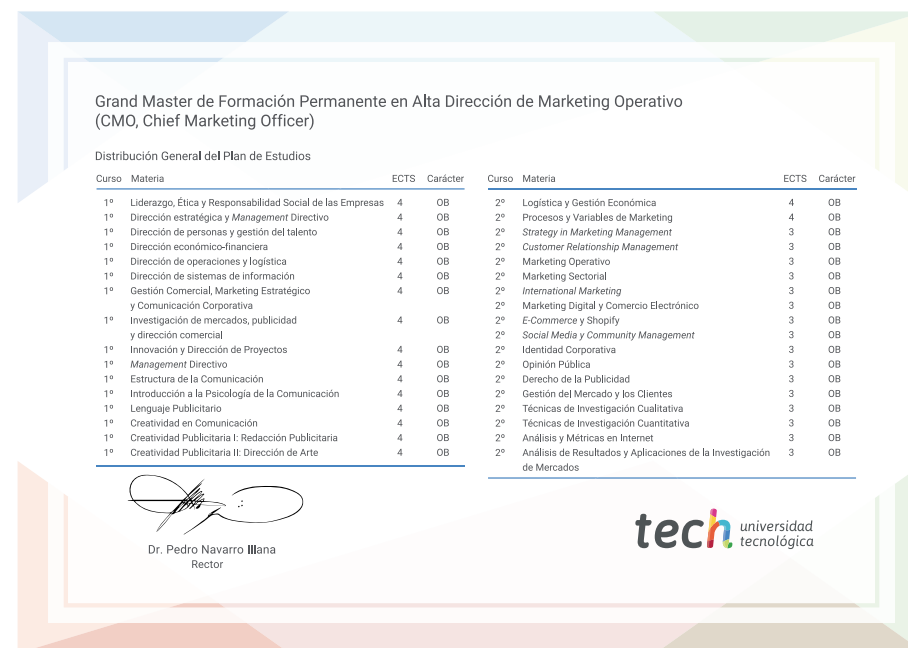 Grand Master de Formación Permanente en Alta Dirección de Marketing Operativo
(CMO, Chief Marketing Officer)
Distribución General del Plan de Estudios
Curso Materia ECTS Carácter
1º Liderazgo, Ética y Responsabilidad Social de las Empresas 4 OB
1º Dirección estratégica y Management Directivo 4 OB
1º Dirección de personas y gestión del talento 4 OB
1º Dirección económico-financiera 4 OB
1º Dirección de operaciones y logística 4 OB
1º Dirección de sistemas de información 4 OB
1º Gestión Comercial, Marketing Estratégico 4 OB
y Comunicación Corporativa
1º Investigación de mercados, publicidad 4 OB
y dirección comercial
1º Innovación y Dirección de Proyectos 4 OB
1º Management Directivo 4 OB
1º Estructura de la Comunicación 4 OB
1º Introducción a la Psicología de la Comunicación 4 OB
1º Lenguaje Publicitario 4 OB
1º Creatividad en Comunicación 4 OB
1º Creatividad Publicitaria I: Redacción Publicitaria 4 OB
1º Creatividad Publicitaria II: Dirección de Arte 4 OB
Curso Materia ECTS Carácter
2º Logística y Gestión Económica 4 OB
2º Procesos y Variables de Marketing 4 OB
2º Strategy in Marketing Management 3 OB
2º Customer Relationship Management 3 OB
2º Marketing Operativo 3 OB
2º Marketing Sectorial 3 OB
2º International Marketing 3 OB
2º Marketing Digital y Comercio Electrónico 3 OB
2º E-Commerce y Shopify 3 OB
2º Social Media y Community Management 3 OB
2º Identidad Corporativa 3 OB
2º Opinión Pública 3 OB
2º Derecho de la Publicidad 3 OB
2º Gestión del Mercado y los Clientes 3 OB
2º Técnicas de Investigación Cualitativa 3 OB
2º Técnicas de Investigación Cuantitativa 3 OB
2º Análisis y Métricas en Internet 3 OB
2º Análisis de Resultados y Aplicaciones de la Investigación 3 OB
de Mercados
Dr. Pedro Navarro Illana
Rector
tech universidad
tecnológica